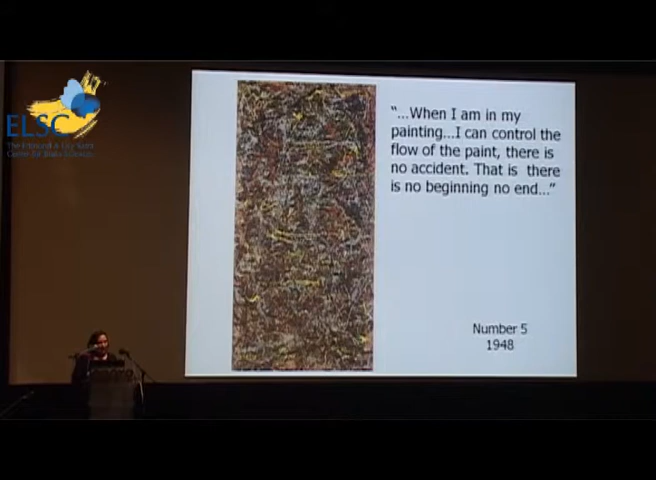 ELSC
"...When I am in my
painting...I can control the
flow of the paint, there is
no accident. That is there
is no beginning no end..."
Number 5
1948